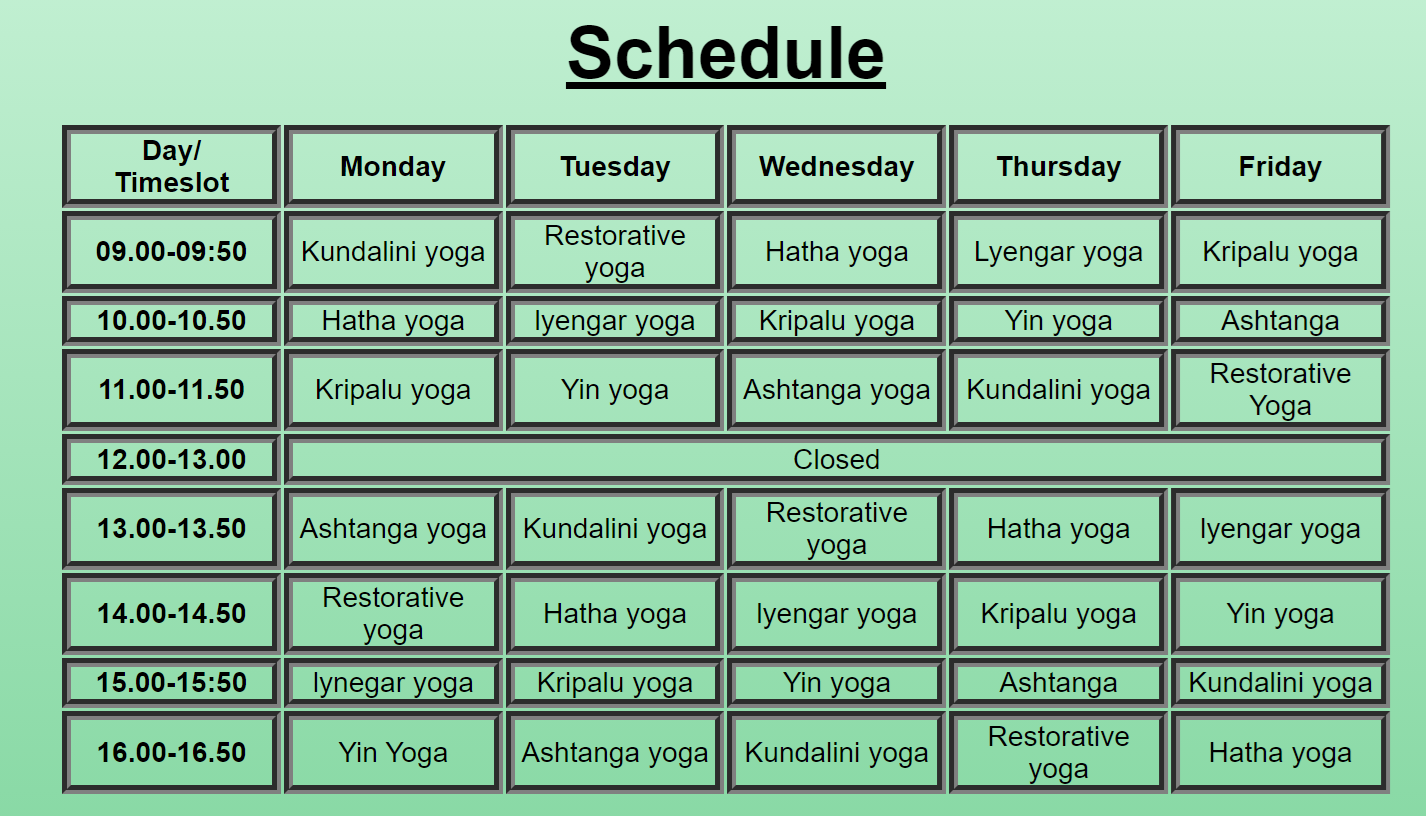 Schedule
Day/
Timeslot
Monday
Tuesday
Wednesday
Thursday
Friday
09.00-09:50
Kundalini yoga
Restorative
yoga
Hatha yoga
Lyengar yoga
Kripalu yoga
10.00-10.50
Hatha yoga
Iyengar yoga
Kripalu yoga
Yin yoga
Ashtanga
11.00-11.50
Kripalu yoga
Yin yoga
Ashtanga yoga
Kundalini yoga
Restorative
Yoga
12.00-13.00
Closed
13.00-13.50
Ashtanga yoga
Kundalini yoga
Restorative
yoga
Hatha yoga
Iyengar yoga
14.00-14.50
Restorative
yoga
Hatha yoga
Iyengar yoga
Kripalu yoga
Yin yoga
15.00-15:50
Iynegar yoga
Kripalu yoga
Yin yoga
Ashtanga
Kundalini yoga
16.00-16.50
Yin Yoga
Ashtanga yoga
Kundalini yoga
Restorative
yoga
Hatha yoga